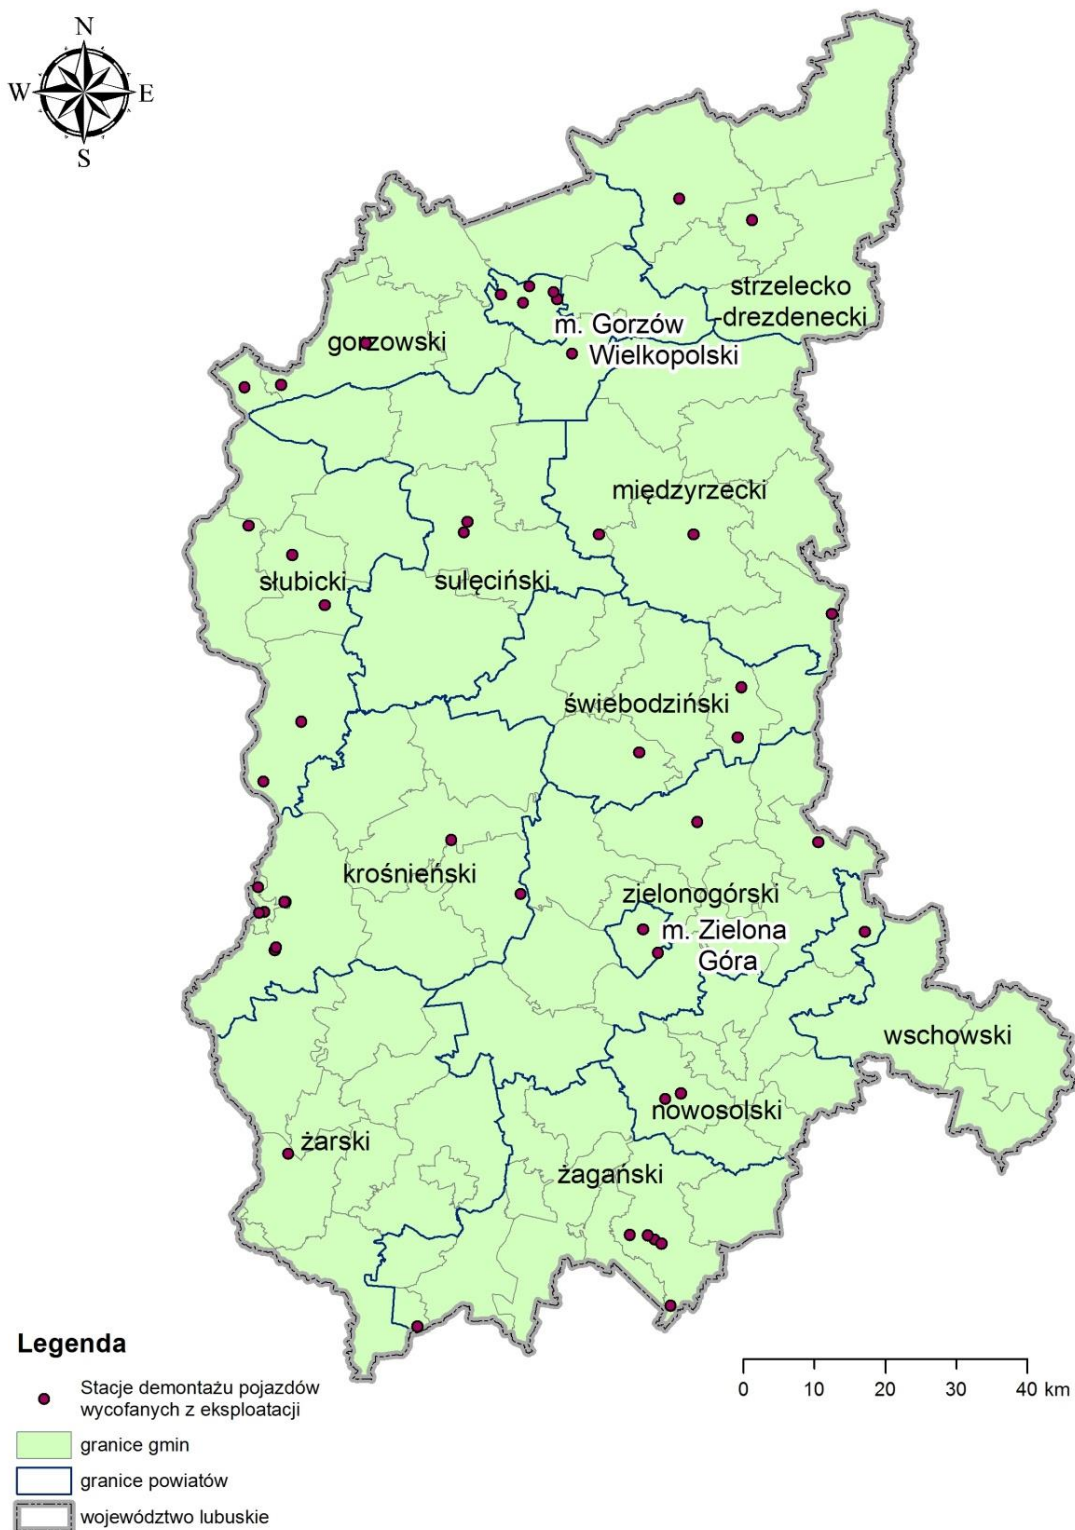 N
W E
S
strzelecko
-drezdenecki
m. Gorzów
Wielkopolski
gorzowski
międzyrzecki
słubicki
sulęciński
świebodziński
krośnieński
zielonogórski
m. Zielona
Góra
wschowski
nowosolski
żarski
żagański
Legenda
Stacje demontażu pojazdów
wycofanych z eksploatacji
granice gmin
granice powiatów
województwo lubuskie
0 10 20 30 40 km